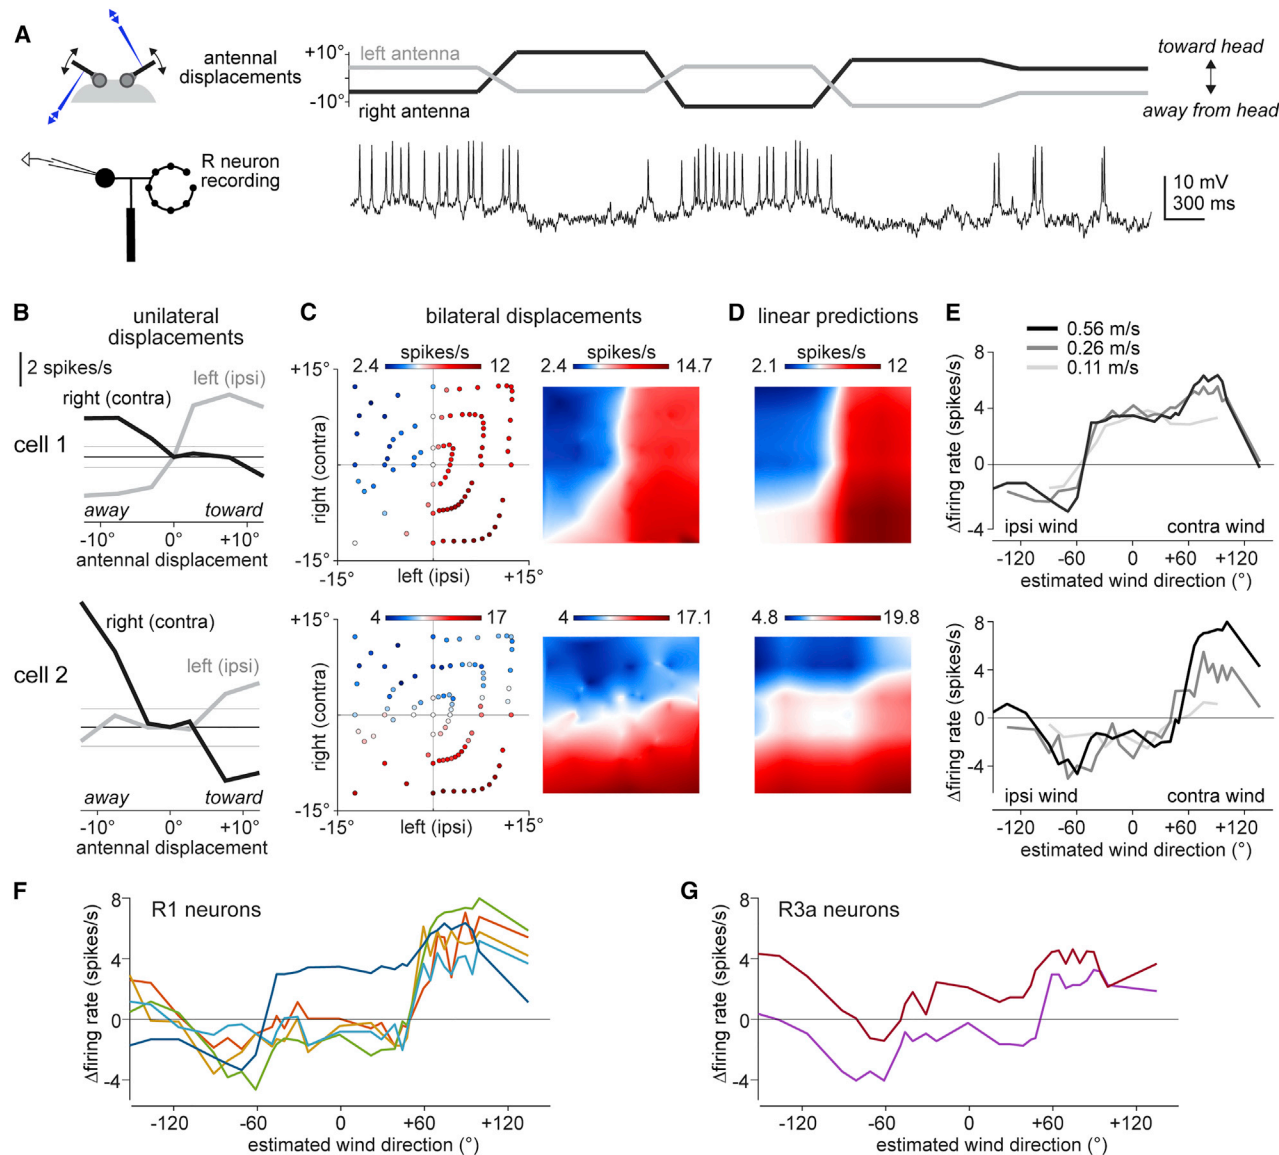 A
antennal
displacements
R neuron
recording
+10°
-10°
left antenna
right antenna
toward head
away from head
10 mV
300 ms
B
unilateral
displacements
2 spikes/s
left (ipsi)
right (contra)
cell 1
away
toward
-10°
0°
+10°
antennal displacement
right (contra)
left (ipsi)
cell 2
away
toward
-10°
0°
+10°
antennal displacement
C
bilateral displacements
spikes/s
2.4
12
spikes/s
2.4
14.7
+15°
right (contra)
-15°
-15°
left (ipsi)
+15°
4
17
4
17.1
+15°
right (contra)
-15°
-15°
left (ipsi)
+15°
D
linear predictions
spikes/s
2.1
12
4.8
19.8
E
0.56 m/s
0.26 m/s
0.11 m/s
Δfiring rate (spikes/s)
8
4
0
-4
ipsi wind
contra wind
-120
-60
0
+60
+120
estimated wind direction (°)
Δfiring rate (spikes/s)
8
4
0
-4
ipsi wind
contra wind
-120
-60
0
+60
+120
estimated wind direction (°)
F
R1 neurons
Δfiring rate (spikes/s)
8
4
0
-4
-120
-60
0
+60
+120
estimated wind direction (°)
G
R3a neurons
Δfiring rate (spikes/s)
8
4
0
-4
-120
-60
0
+60
+120
estimated wind direction (°)